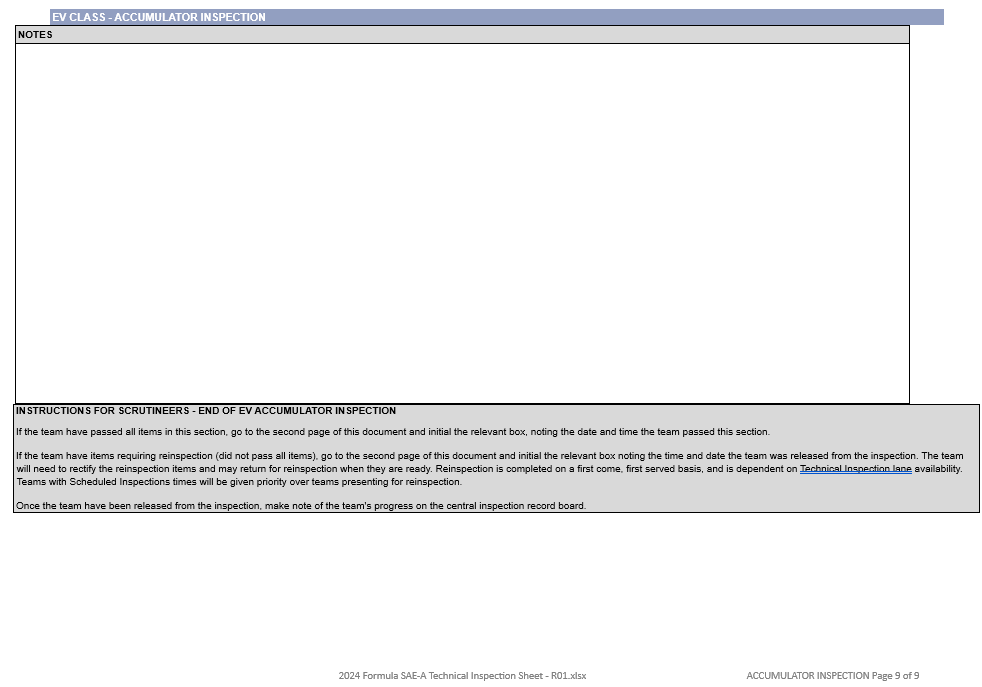 EV CLASS - ACCUMULATOR INSPECTION
NOTES
INSTRUCTIONS FOR SCRUTINEERS - END OF EV ACCUMULATOR INSPECTION
If the team have passed all items in this section, go to the second page of this document and initial the relevant box, noting the date and time the team passed this section.
If the team have items requiring reinspection (did not pass all items), go to the second page of this document and initial the relevant box noting the time and date the team was released from the inspection. The team
will need to rectify the reinspection items and may return for reinspection when they are ready. Reinspection is completed on a first come, first served basis, and is dependent on Technical Inspection lane availability.
Teams with Scheduled Inspections times will be given priority over teams presenting for reinspection.
Once the team have been released from the inspection, make note of the team's progress on the central inspection record board.
2024 Formula SAE-A Technical Inspection Sheet - R01.xlsx
ACCUMULATOR INSPECTION Page 9 of 9